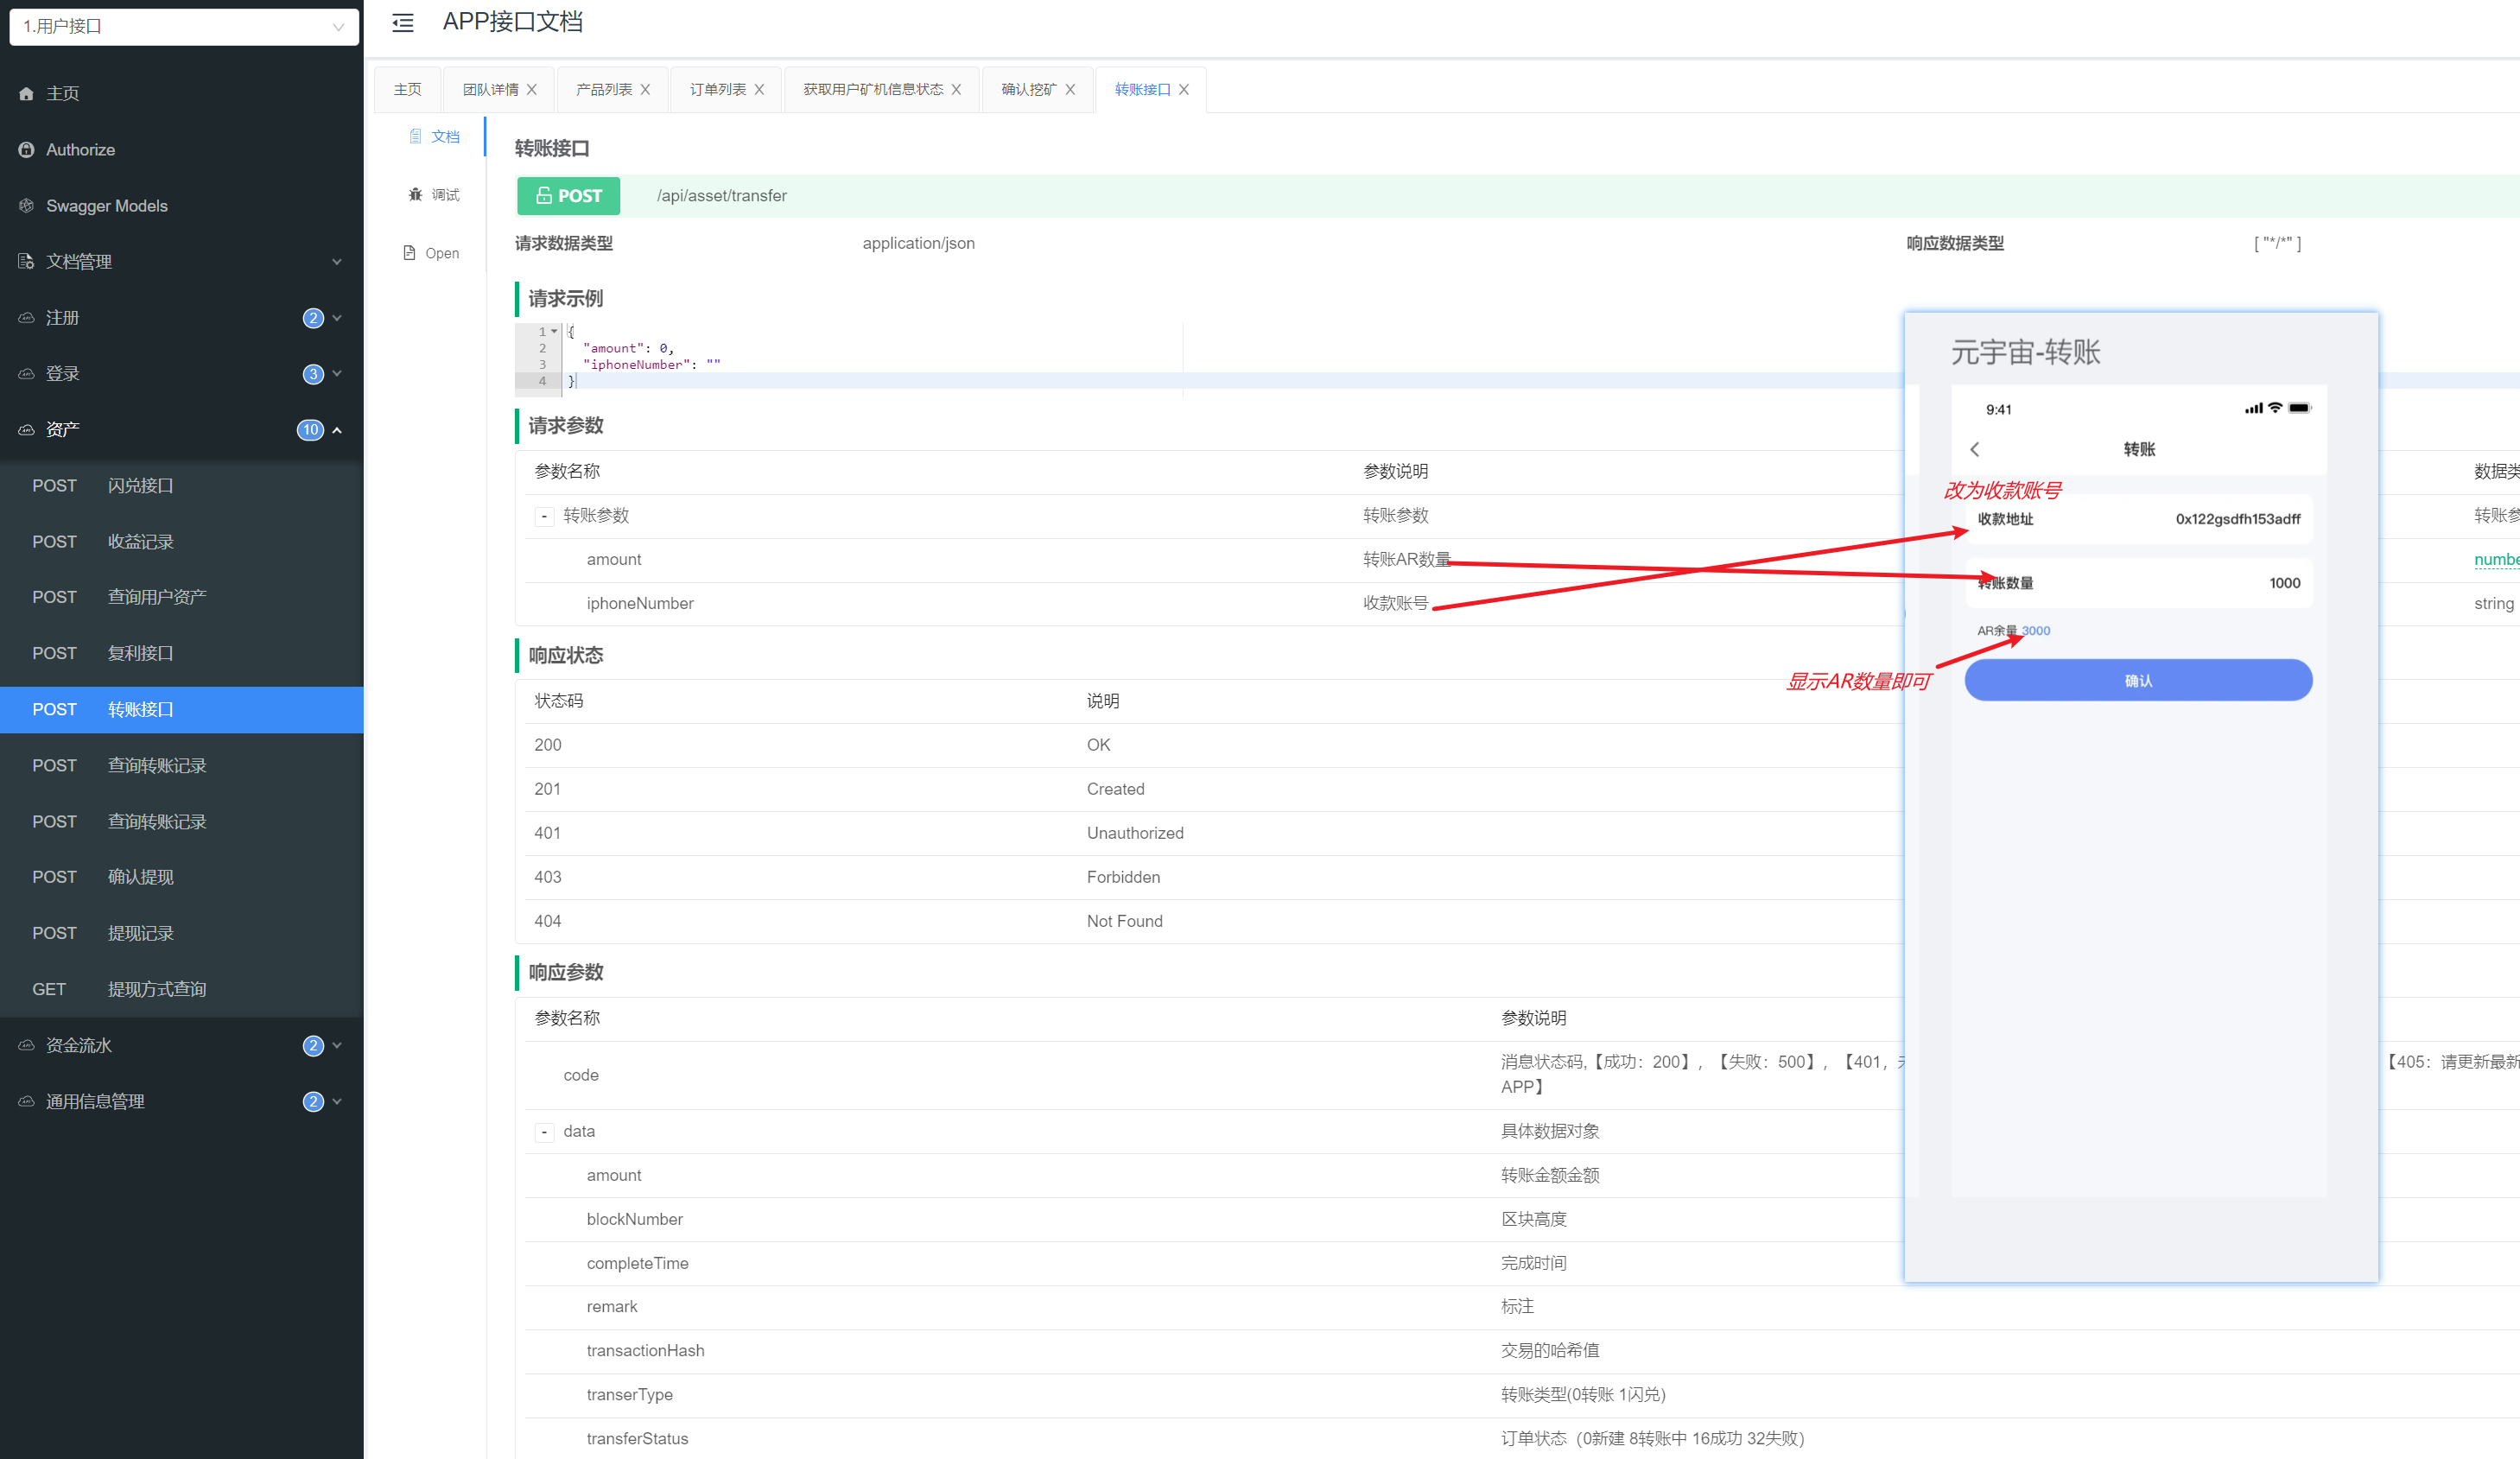 1.用户接口
APP接口文档
主页
Authorize
Swagger Models
文档管理
注册 2
登录 3
资产 10
POST 闪兑接口
POST 收益记录
POST 查询用户资产
POST 复利接口
POST 转账接口
POST 查询转账记录
POST 查询转账记录
POST 确认提现
POST 提现记录
GET 提现方式查询
资金流水 2
通用信息管理 2
主页 团队详情 产品列表 订单列表 获取用户矿机信息状态 确认挖矿 转账接口
文档
调试
Open
转账接口
POST /api/asset/transfer
请求数据类型 application/json 响应数据类型 [ "*/*" ]
请求示例
1 {
2 "amount": 0,
3 "iphoneNumber": ""
4 }
请求参数
参数名称 参数说明 数据类
- 转账参数 转账参数 转账参
amount 转账AR数量 numbe
iphoneNumber 收款账号 string
响应状态
状态码 说明
200 OK
201 Created
401 Unauthorized
403 Forbidden
404 Not Found
响应参数
参数名称 参数说明
code 消息状态码,【成功：200】，【失败：500】，【401，未 【405：请更新最新
APP】
- data 具体数据对象
amount 转账金额金额
blockNumber 区块高度
completeTime 完成时间
remark 标注
transactionHash 交易的哈希值
transerType 转账类型(0转账 1闪兑)
transferStatus 订单状态（0新建 8转账中 16成功 32失败）
元宇宙-转账
9:41
转账
改为收款账号
收款地址 0x122gsdfh153adff
转账数量 1000
AR余量 3000
显示AR数量即可
确认